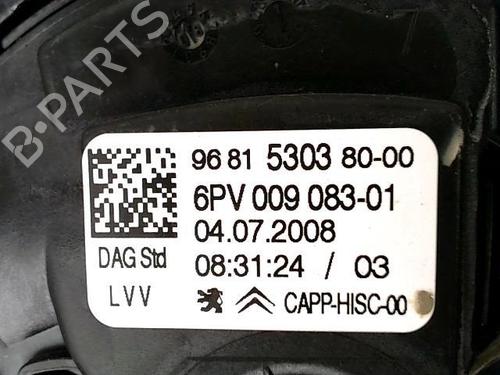 B-PARTS
96 81 5303 80-00
6PV 009 083-01
04.07.2008
DAG Std 08:31:24 / 03
LVV CAPP-HISC-00